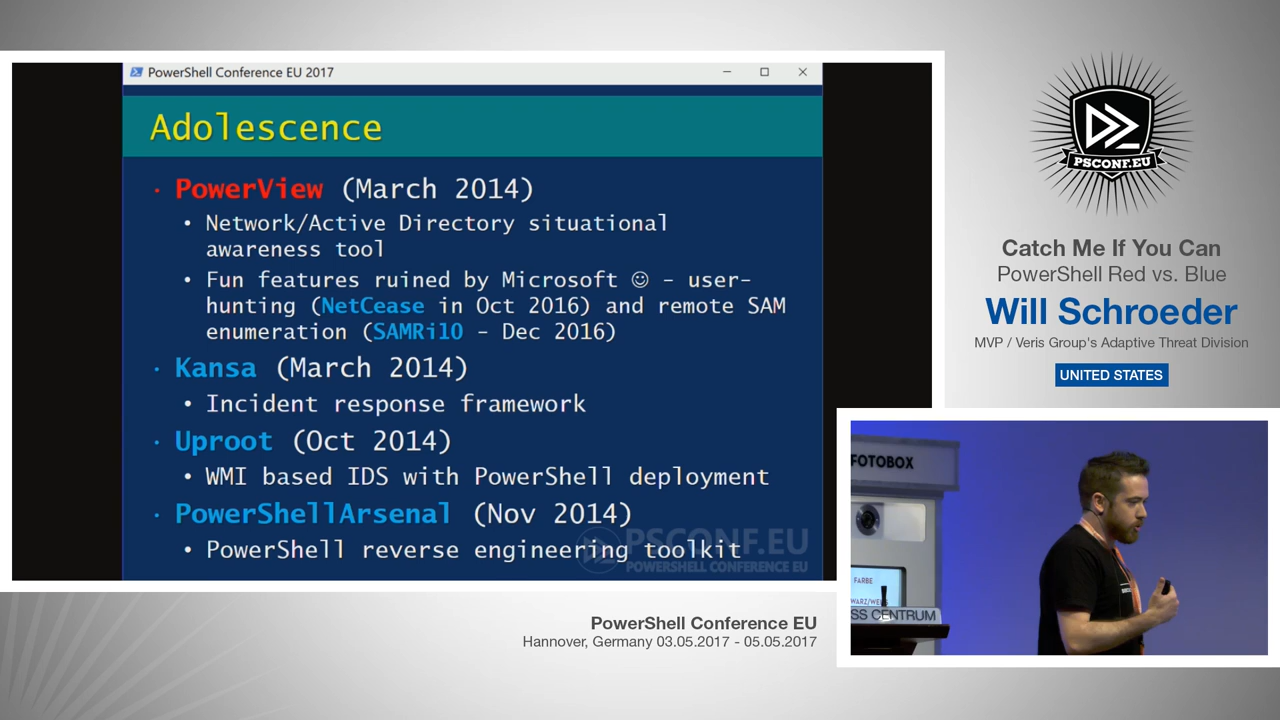 PowerShell Conference EU 2017
Adolescence
· PowerView (March 2014)
• Network/Active Directory situational
awareness tool
• Fun features ruined by Microsoft ☺ – user-
hunting (NetCease in Oct 2016) and remote SAM
enumeration (SAMRi1O – Dec 2016)
· Kansa (March 2014)
• Incident response framework
· Uproot (Oct 2014)
• WMI based IDS with PowerShell deployment
· PowerShellArsenal (Nov 2014)
• PowerShell reverse engineering toolkit
PSCONF.EU
POWERSHELL CONFERENCE EU
PSCONF.EU
Catch Me If You Can
PowerShell Red vs. Blue
Will Schroeder
MVP / Veris Group's Adaptive Threat Division
UNITED STATES
FOTOBOX
FARBE
WARZ/WEISS
SS CENTRUM
PowerShell Conference EU
Hannover, Germany 03.05.2017 - 05.05.2017